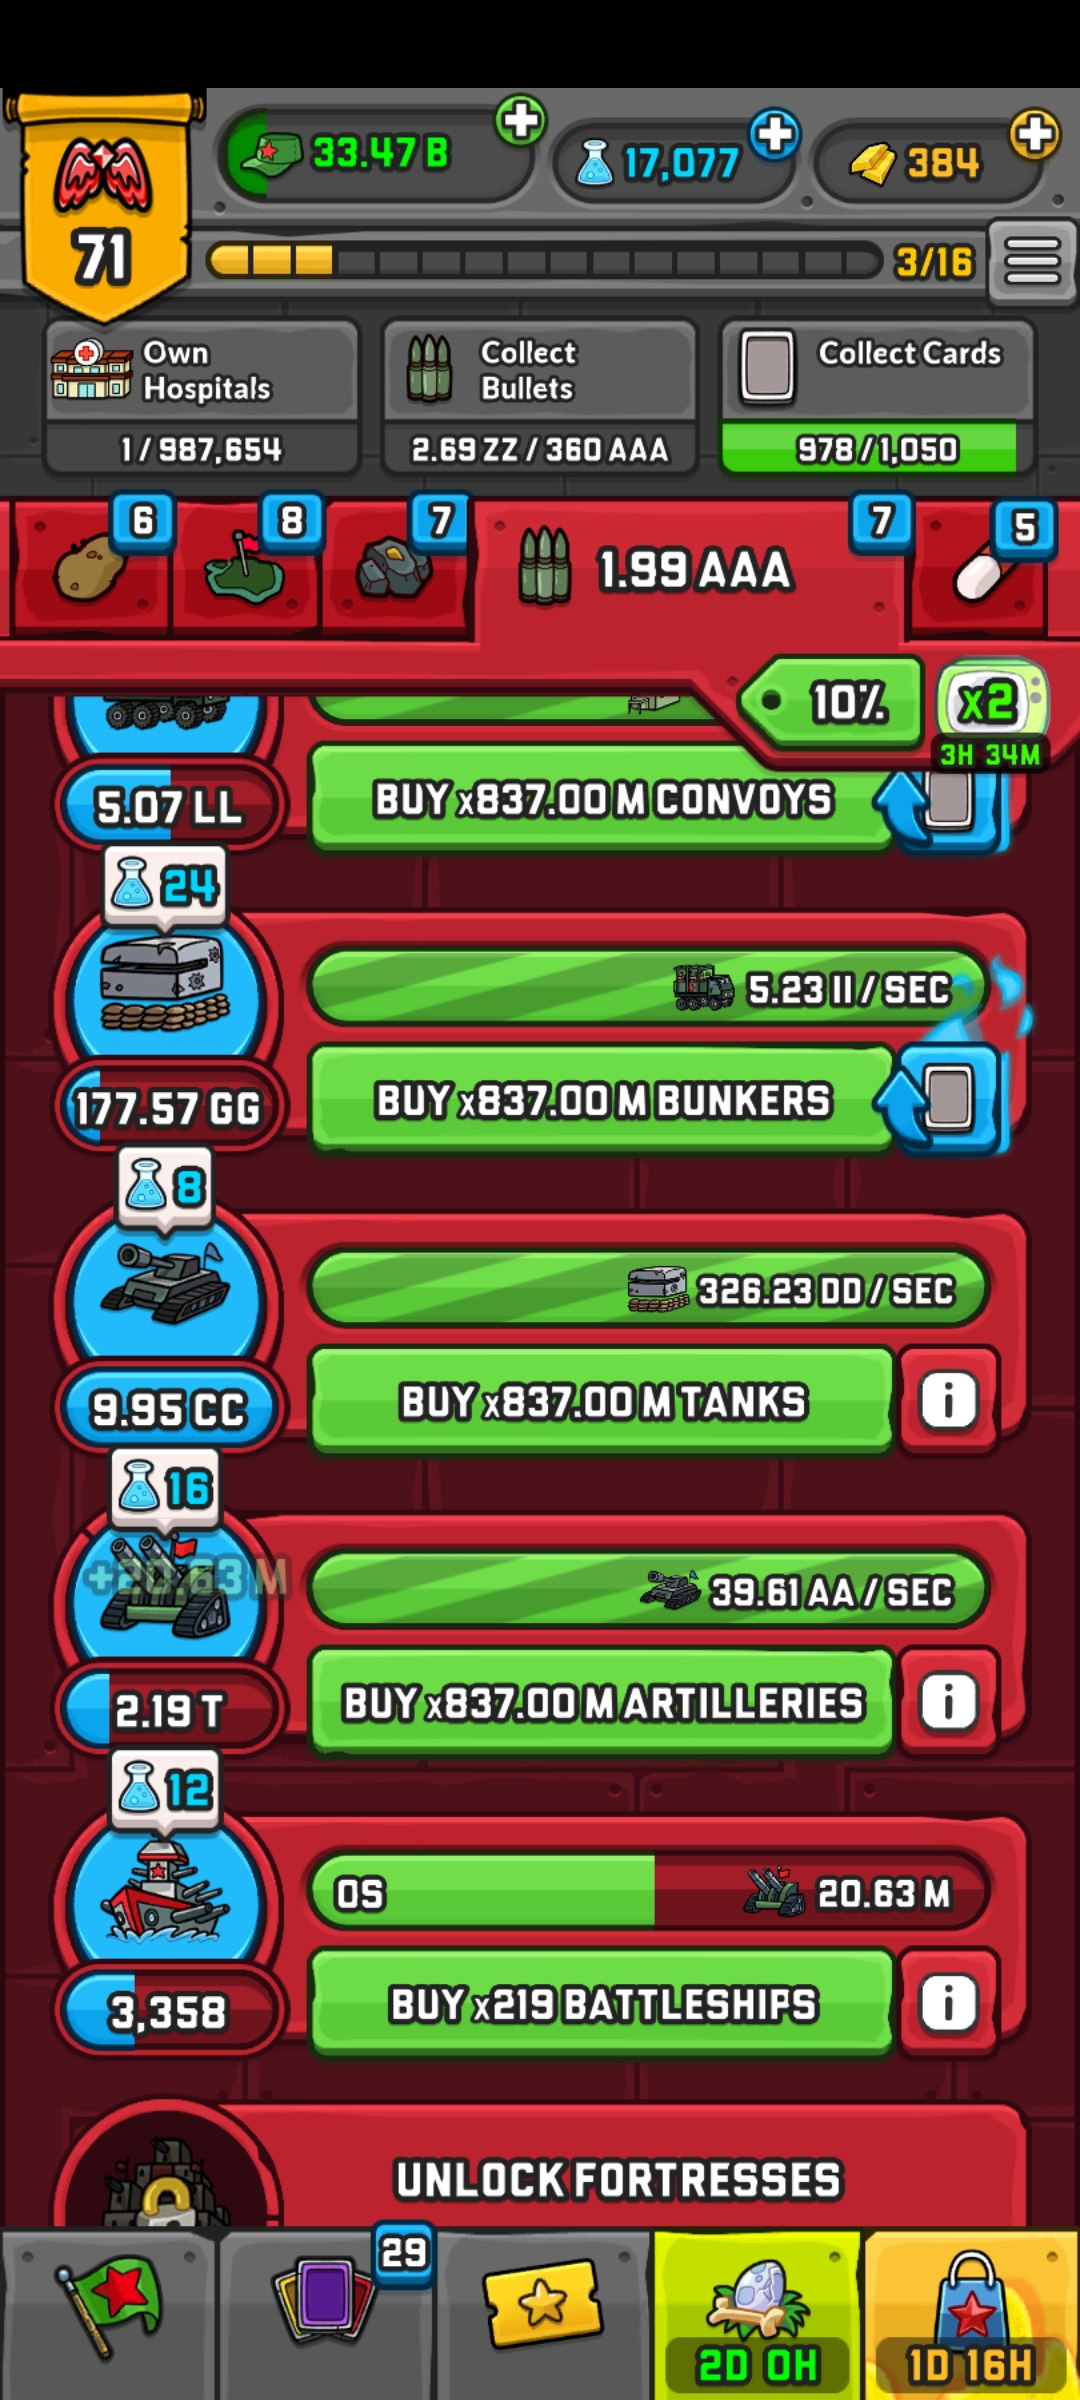 33.47 B
17,077
384
71
3/16
Own
Hospitals
1/987,654
Collect
Bullets
2.69 ZZ / 360 AAA
Collect Cards
978/1,050
6
8
7
1.99 AAA
7
5
10%
x2
3H 34M
5.07 LL
BUY x837.00 M CONVOYS
24
5.23 II / SEC
177.57 GG
BUY x837.00 M BUNKERS
8
326.23 DD / SEC
9.95 CC
BUY x837.00 M TANKS
i
16
+20.63 M
39.61 AA / SEC
2.19 T
BUY x837.00 M ARTILLERIES
i
12
0S
20.63 M
3,358
BUY x219 BATTLESHIPS
i
UNLOCK FORTRESSES
29
2D 0H
1D 16H